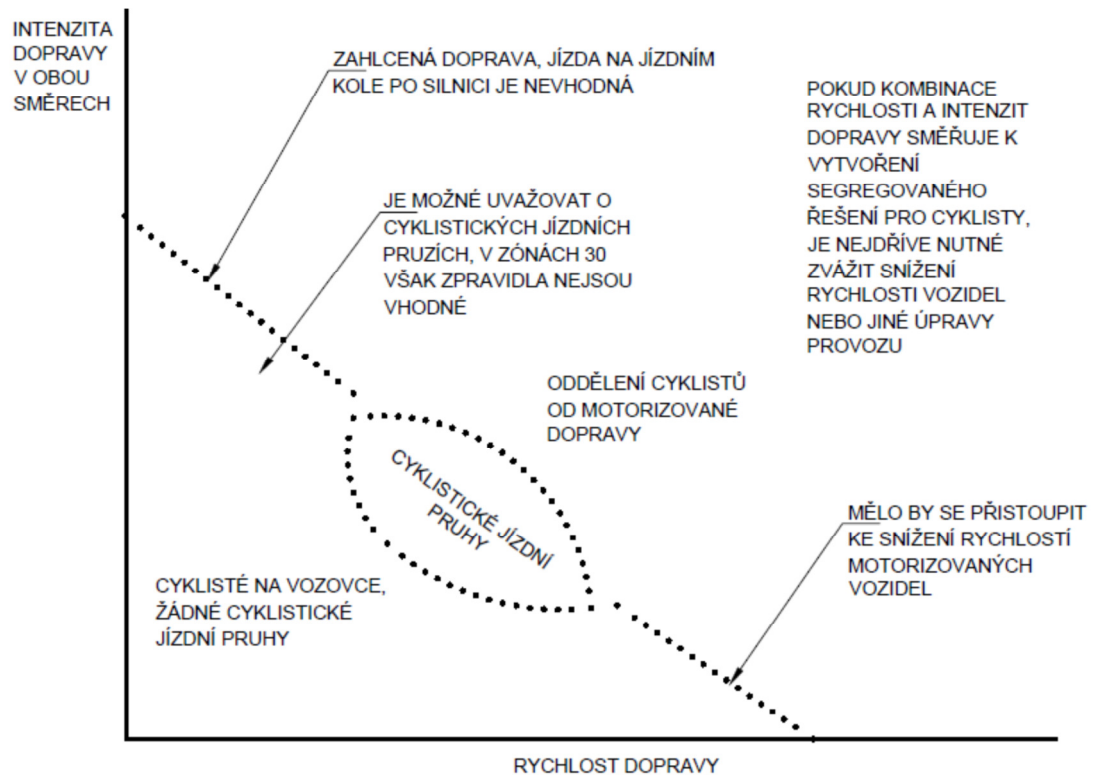 INTENZITA
DOPRAVY
V OBOU
SMĚRECH
ZAHLCENÁ DOPRAVA, JÍZDA NA JÍZDNÍM
KOLE PO SILNICI JE NEVHODNÁ
POKUD KOMBINACE
RYCHLOSTI A INTENZIT
DOPRAVY SMĚŘUJE K
VYTVOŘENÍ
SEGREGOVANÉHO
ŘEŠENÍ PRO CYKLISTY,
JE NEJDŘÍVE NUTNÉ
ZVÁŽIT SNÍŽENÍ
RYCHLOSTI VOZIDEL
NEBO JINÉ ÚPRAVY
PROVOZU
JE MOŽNÉ UVAŽOVAT O
CYKLISTICKÝCH JÍZDNÍCH
PRUZÍCH, V ZÓNÁCH 30
VŠAK ZPRAVIDLA NEJSOU
VHODNÉ
ODDĚLENÍ CYKLISTŮ
OD MOTORIZOVANÉ
DOPRAVY
CYKLISTICKÉ JÍZDNÍ
PRUHY
MĚLO BY SE PŘISTOUPIT
KE SNÍŽENÍ RYCHLOSTÍ
MOTORIZOVANÝCH
VOZIDEL
CYKLISTÉ NA VOZOVCE,
ŽÁDNÉ CYKLISTICKÉ
JÍZDNÍ PRUHY
RYCHLOST DOPRAVY